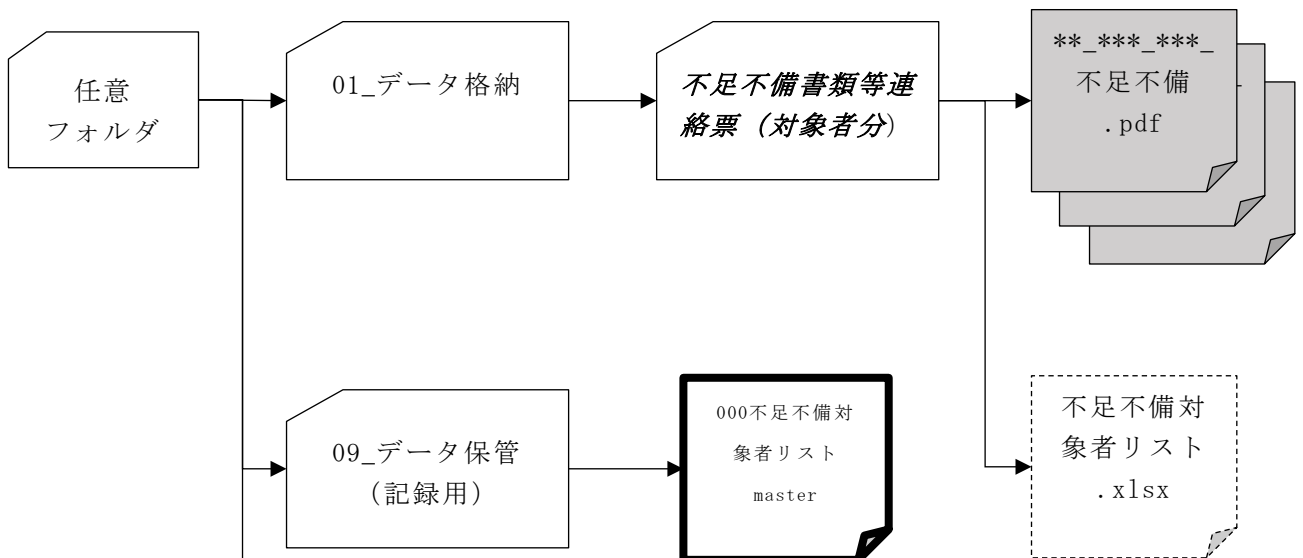 任意
フォルダ
01_データ格納
不足不備書類等連
絡票（対象者分）
**_***_***_
不足不備
.pdf
09_データ保管
（記録用）
000不足不備対
象者リスト
master
不足不備対
象者リスト
.xlsx